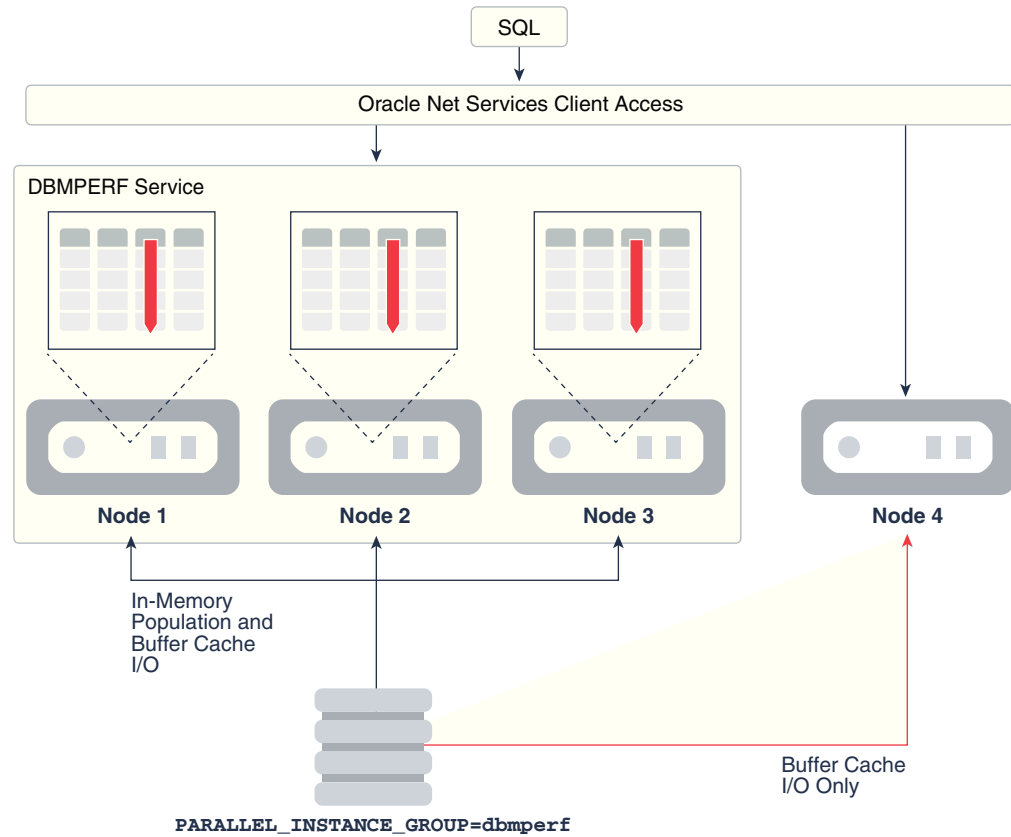 SQL
Oracle Net Services Client Access
DBMPERF Service
Node 1
Node 2
Node 3
Node 4
In-Memory
Population and
Buffer Cache
I/O
Buffer Cache
I/O Only
PARALLEL_INSTANCE_GROUP=dbmperf